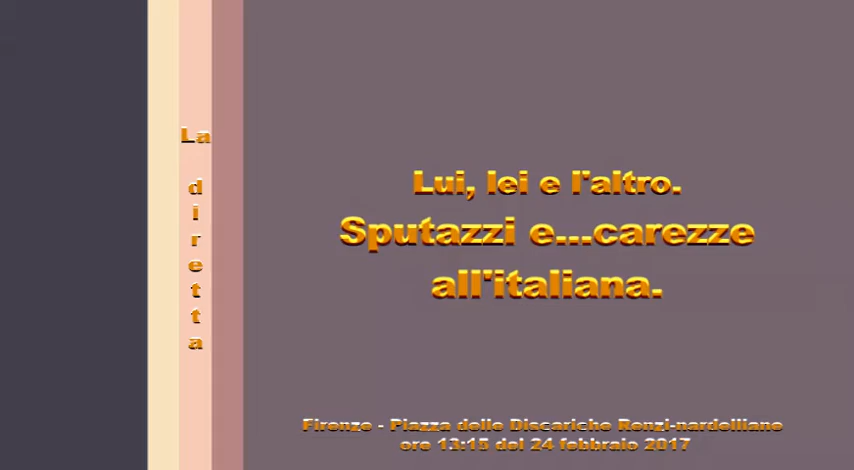 La
diretta
Lui, lei e l'altro.
Sputazzi e...carezze
all'italiana.
Firenze - Piazza delle Discariche Renzi-nardelliane
ore 13:15 del 24 febbraio 2017